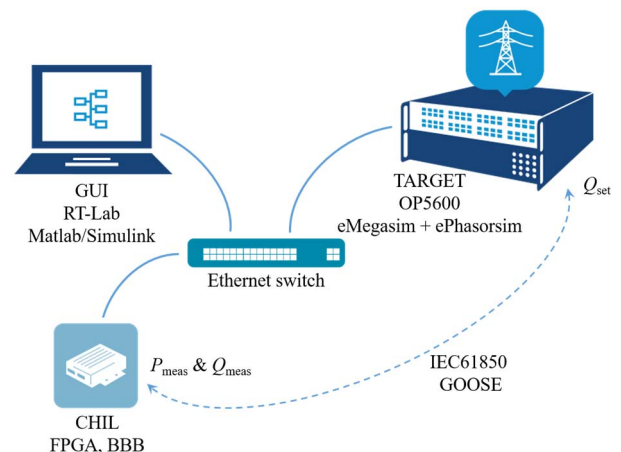 GUI
RT-Lab
Matlab/Simulink
TARGET
OP5600
eMegasim + ePhasorsim
Qset
Ethernet switch
Pmeas & Qmeas
IEC61850
GOOSE
CHIL
FPGA, BBB